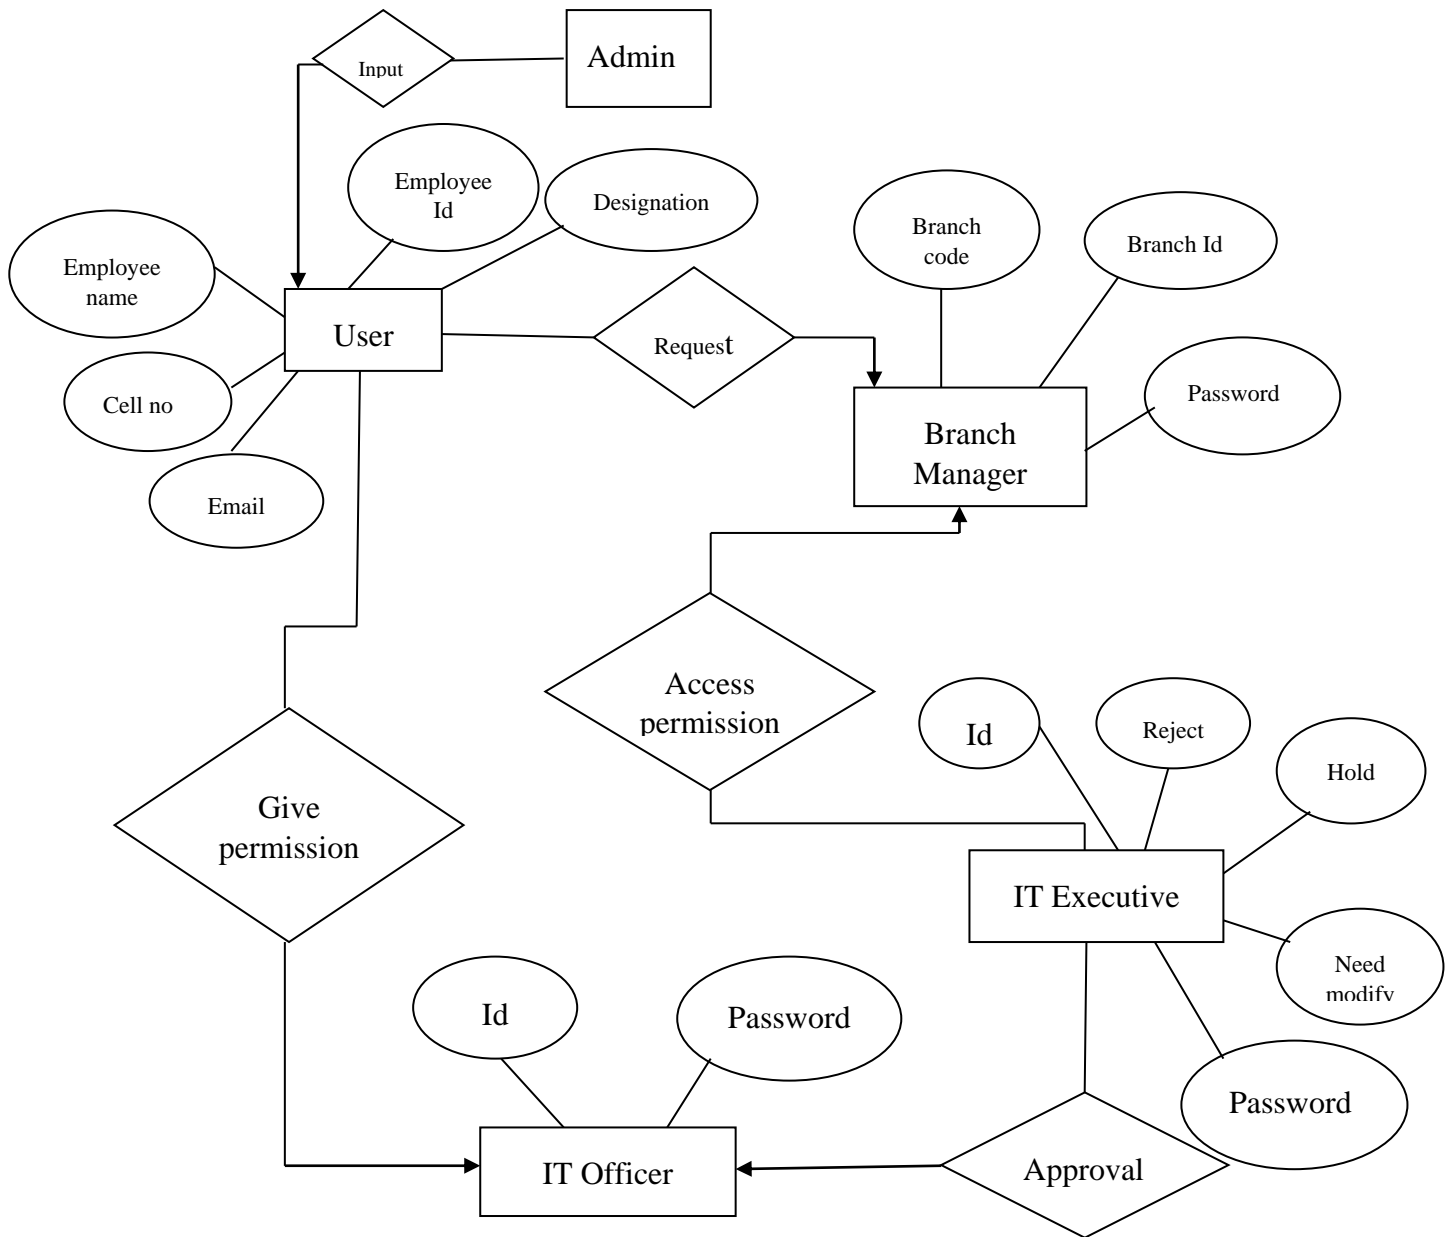 Input
Admin
Employee
Id
Designation
Branch
code
Branch Id
Employee
name
User
Request
Cell no
Password
Branch
Manager
Email
Access
permission
Id
Reject
Hold
Give
permission
IT Executive
Need
modify
Id
Password
Password
IT Officer
Approval